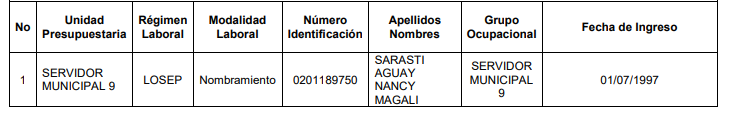 No Unidad Presupuestaria Régimen Laboral Modalidad Laboral Número Identificación Apellidos Nombres Grupo Ocupacional Fecha de Ingreso
1 SERVIDOR MUNICIPAL 9 LOSEP Nombramiento 0201189750 SARASTI AGUAY NANCY MAGALI SERVIDOR MUNICIPAL 9 01/07/1997